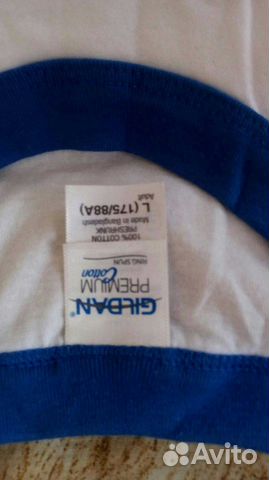 GILDAN®
PREMIUM
Cotton
RING SPUN
100% COTTON
PRESHRUNK
Made in Bangladesh
L (175/88A)
Adult
Avito